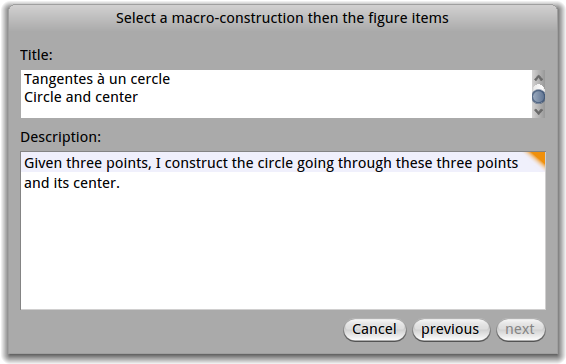 Select a macro-construction then the figure items
Title:
Tangentes à un cercle
Circle and center
Description:
Given three points, I construct the circle going through these three points
and its center.
Cancel previous next